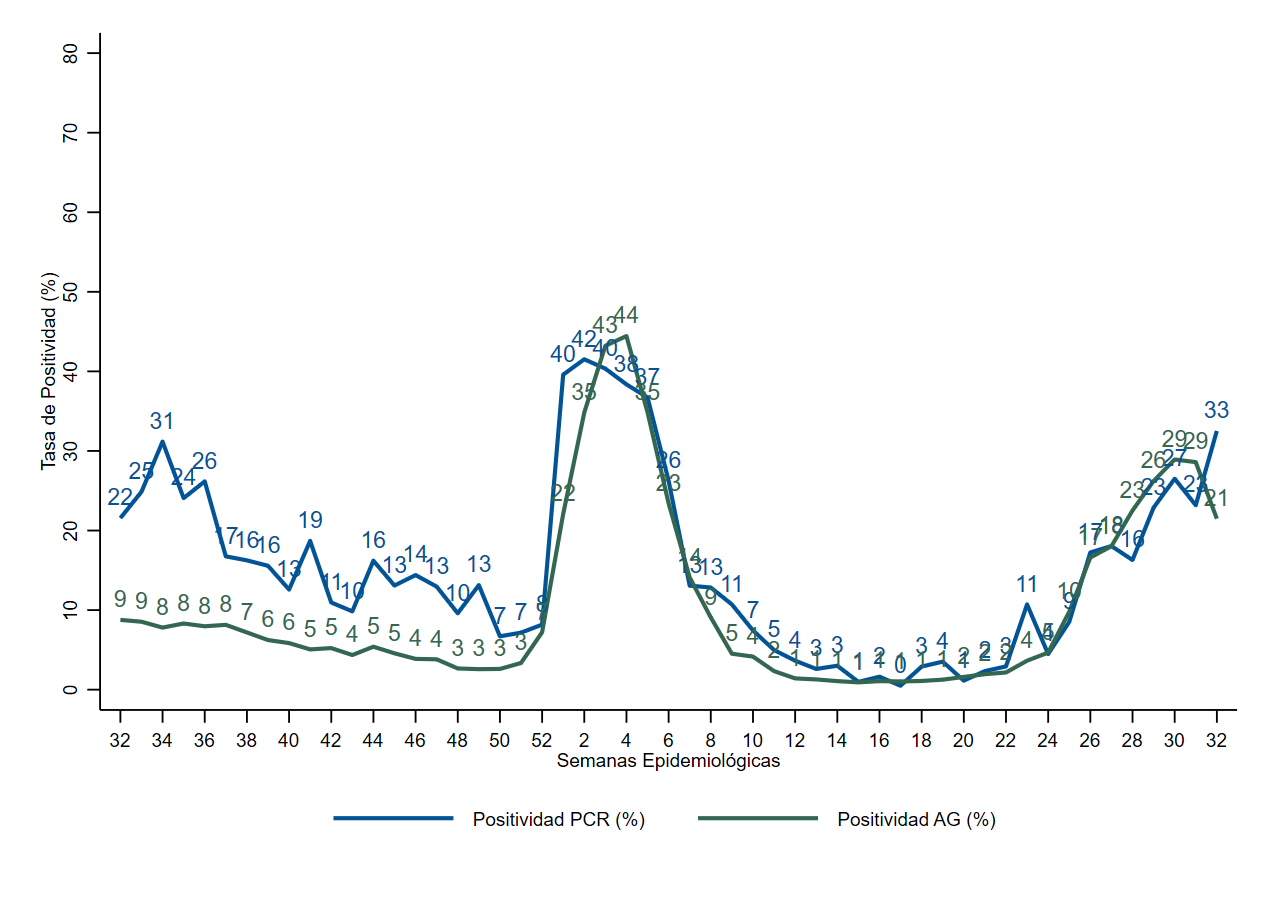 Tasa de Positividad (%)
80
70
60
50
40
30
20
10
0
22 25 31 24 26 17 16 16 13 19 11 10 16 13 14 13 10 13 7 7 8 40 42 40 38 37 26 13 13 11 7 5 4 3 3 1 2 0 3 4 1 2 3 11 5 9 17 18 16 23 27 23 33
9 9 8 8 8 8 7 6 6 5 5 4 5 5 4 4 3 3 3 3 22 35 43 44 35 23 14 9 5 4 2 1 1 1 1 1 1 1 1 2 2 2 4 5 10 17 18 23 26 29 29 21
32 34 36 38 40 42 44 46 48 50 52 2 4 6 8 10 12 14 16 18 20 22 24 26 28 30 32
Semanas Epidemiológicas
Positividad PCR (%)
Positividad AG (%)